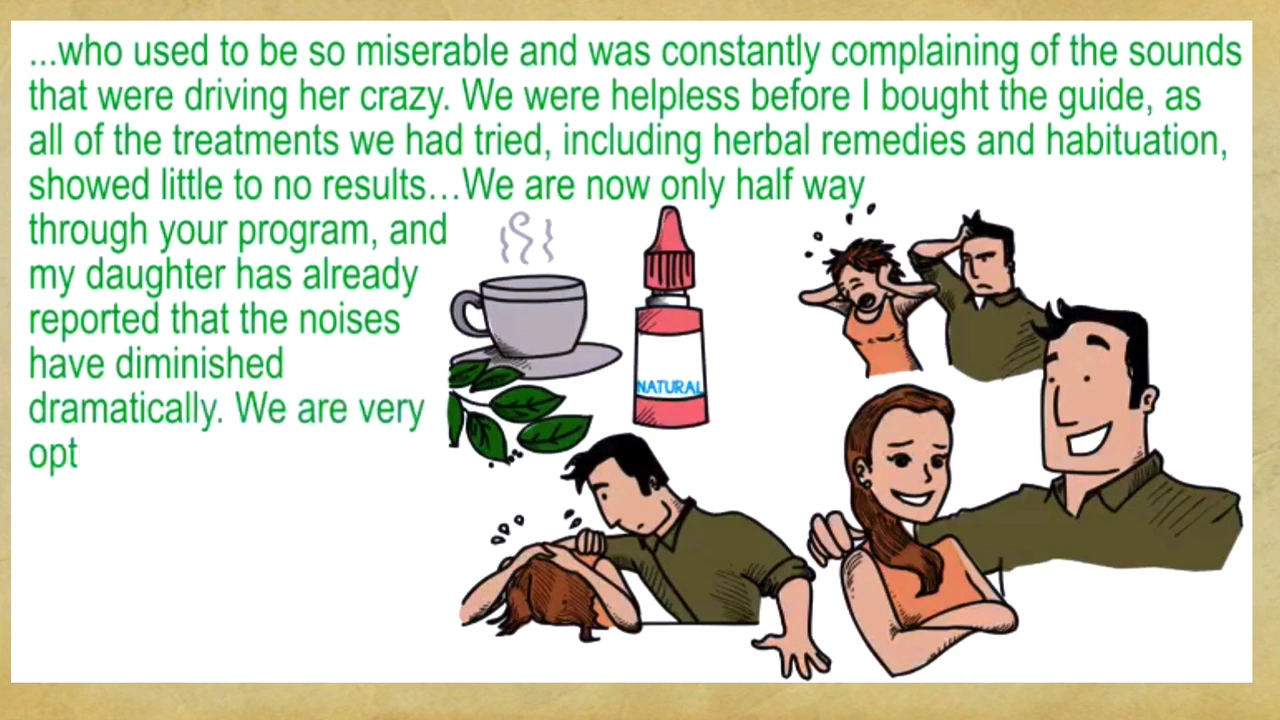 ...who used to be so miserable and was constantly complaining of the sounds
that were driving her crazy. We were helpless before I bought the guide, as
all of the treatments we had tried, including herbal remedies and habituation,
showed little to no results…We are now only half way
through your program, and
my daughter has already
reported that the noises
have diminished
dramatically. We are very
opt
NATURAL